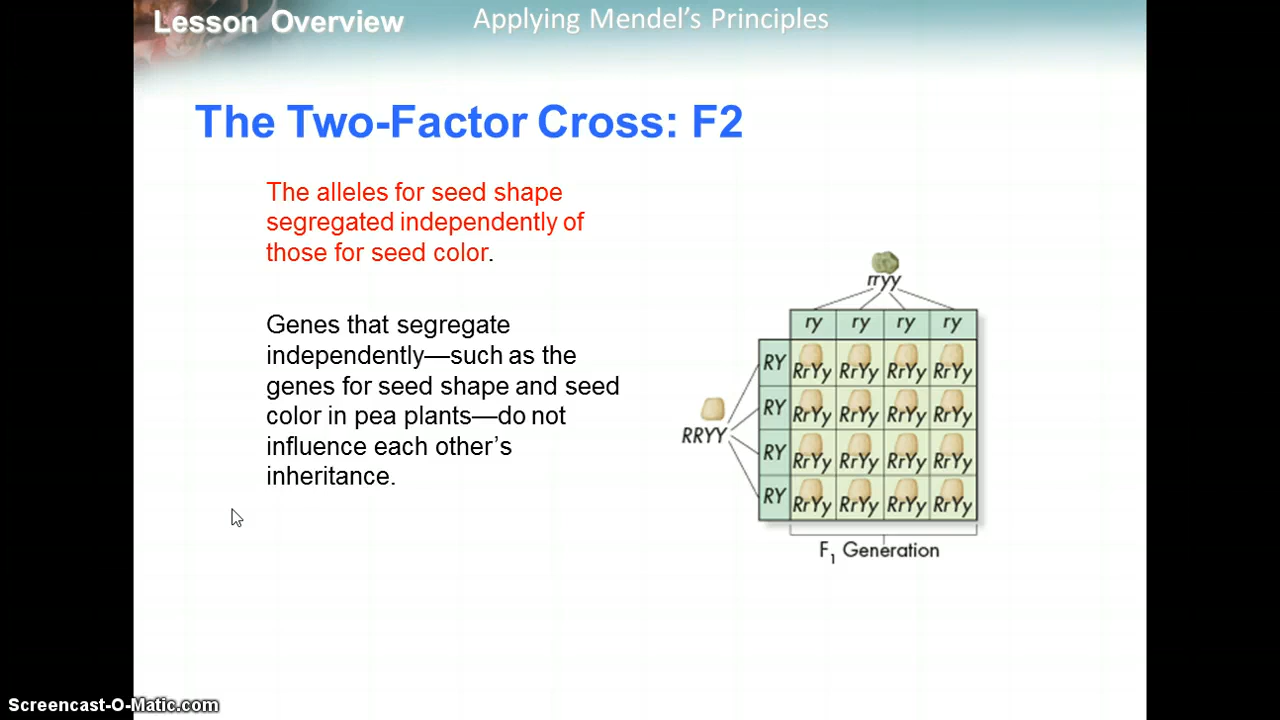 Lesson Overview Applying Mendel's Principles
The Two-Factor Cross: F2
The alleles for seed shape
segregated independently of
those for seed color.
Genes that segregate
independently—such as the
genes for seed shape and seed
color in pea plants—do not
influence each other's
inheritance.
rryy
ry ry ry ry
RRYY
RY RrYy RrYy RrYy RrYy
RY RrYy RrYy RrYy RrYy
RY RrYy RrYy RrYy RrYy
RY RrYy RrYy RrYy RrYy
F1 Generation
Screencast-O-Matic.com